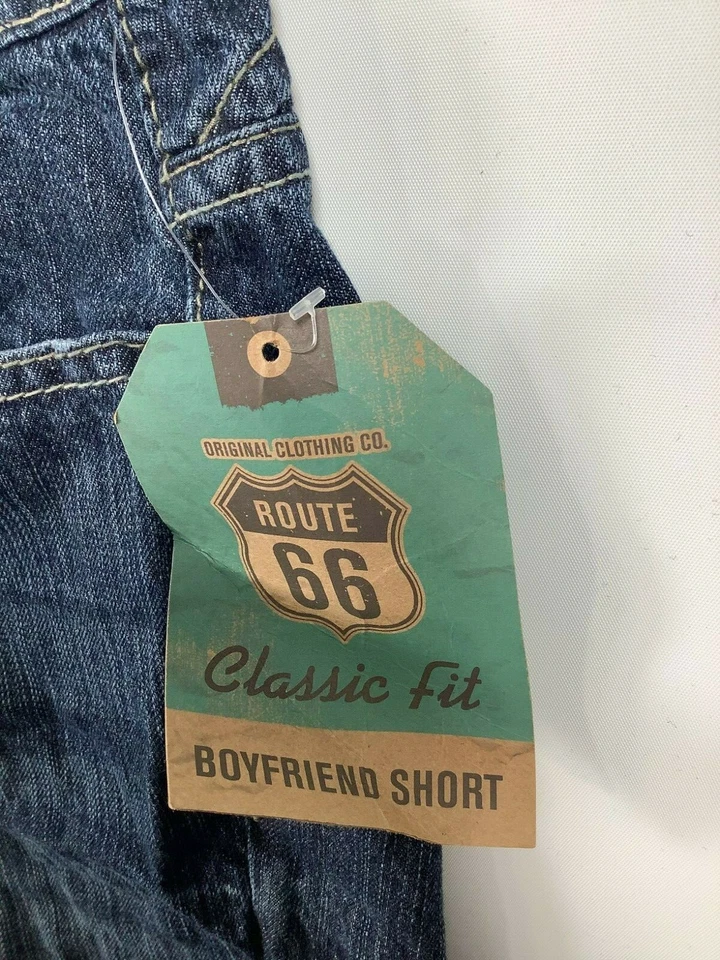 ORIGINAL CLOTHING CO.
ROUTE
66
Classic Fit
BOYFRIEND SHORT